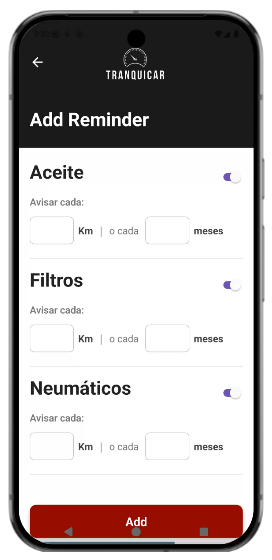 TRANQUICAR
Add Reminder
Aceite
Avisar cada:
Km | o cada meses
Filtros
Avisar cada:
Km | o cada meses
Neumáticos
Avisar cada:
Km | o cada meses
Add